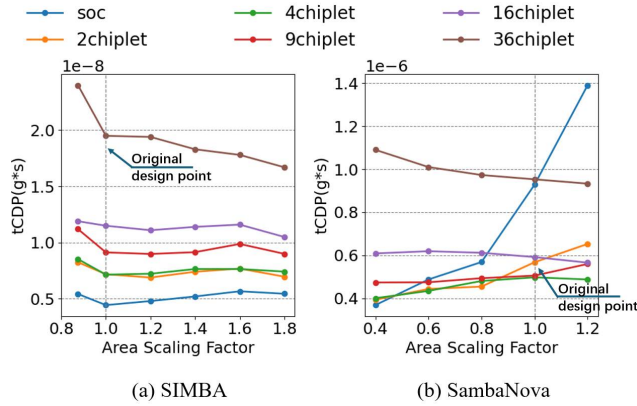 soc 4chiplet 16chiplet
2chiplet 9chiplet 36chiplet
1e−8
tCDP(g*s)
2.0
1.5
1.0
0.5
Original
design point
0.8 1.0 1.2 1.4 1.6 1.8
Area Scaling Factor
(a) SIMBA
1e−6
tCDP(g*s)
1.4
1.2
1.0
0.8
0.6
0.4
Original
design point
0.4 0.6 0.8 1.0 1.2
Area Scaling Factor
(b) SambaNova